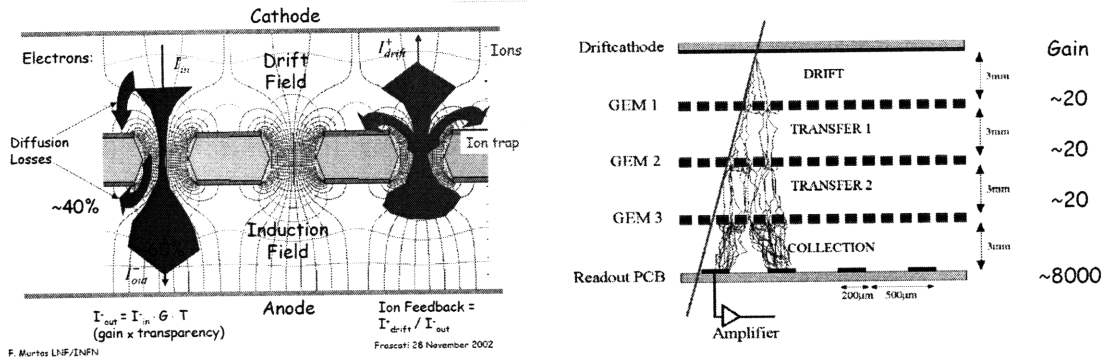 Cathode
Electrons:
I⁻in
I⁺drift
Ions
Drift
Field
Diffusion
Losses
Ion trap
~40%
Induction
Field
I⁻out
Anode
I⁻out = I⁻in · G · T
(gain x transparency)
Ion Feedback =
I⁺drift / I⁻out
F. Murtas LNF/INFN
Frascati 28 November 2002
Driftcathode
DRIFT
3mm
Gain
GEM 1
~20
TRANSFER 1
3mm
GEM 2
~20
TRANSFER 2
3mm
GEM 3
~20
COLLECTION
3mm
Readout PCB
~8000
200µm
500µm
Amplifier